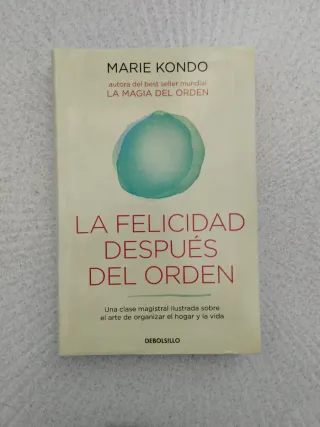 MARIE KONDO
autora del best seller mundial
LA MAGIA DEL ORDEN
LA FELICIDAD
DESPUÉS
DEL ORDEN
Una clase magistral ilustrada sobre
el arte de organizar el hogar y la vida
DEBOLSILLO